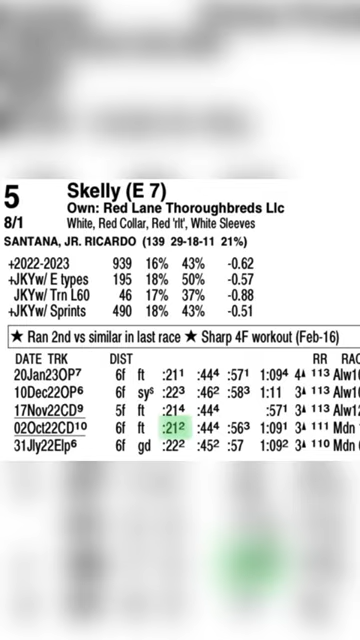 5
Skelly (E 7)
Own: Red Lane Thoroughbreds Llc
8/1
White, Red Collar, Red 'rlt', White Sleeves
SANTANA, JR. RICARDO (139 29-18-11 21%)
+2022-2023 939 16% 43% -0.62
+JKYw/ E types 195 18% 50% -0.57
JKYw/ Trn L60 46 17% 37% -0.88
+JKYw/ Sprints 490 18% 43% -0.51
★ Ran 2nd vs similar in last race ★ Sharp 4F workout (Feb-16)
DATE TRK DIST RR RAC
20Jan23OP⁷ 6f ft :21¹ :44⁴ :57¹ 1:09⁴ 4▲ 113 Alw1
10Dec22OP⁶ 6f syˢ :22³ :46² :58³ 1:11 3▲ 113 Alw1
17Nov22CD⁹ 5f ft :21⁴ :44⁴ :57¹ 3▲ 113 Alw1
02Oct22CD¹⁰ 6f ft :21² :44⁴ :56³ 1:09¹ 3▲ 111 Mdn
31Jly22Elp⁶ 6f gd :22² :45² :57 1:09² 3▲ 110 Mdn